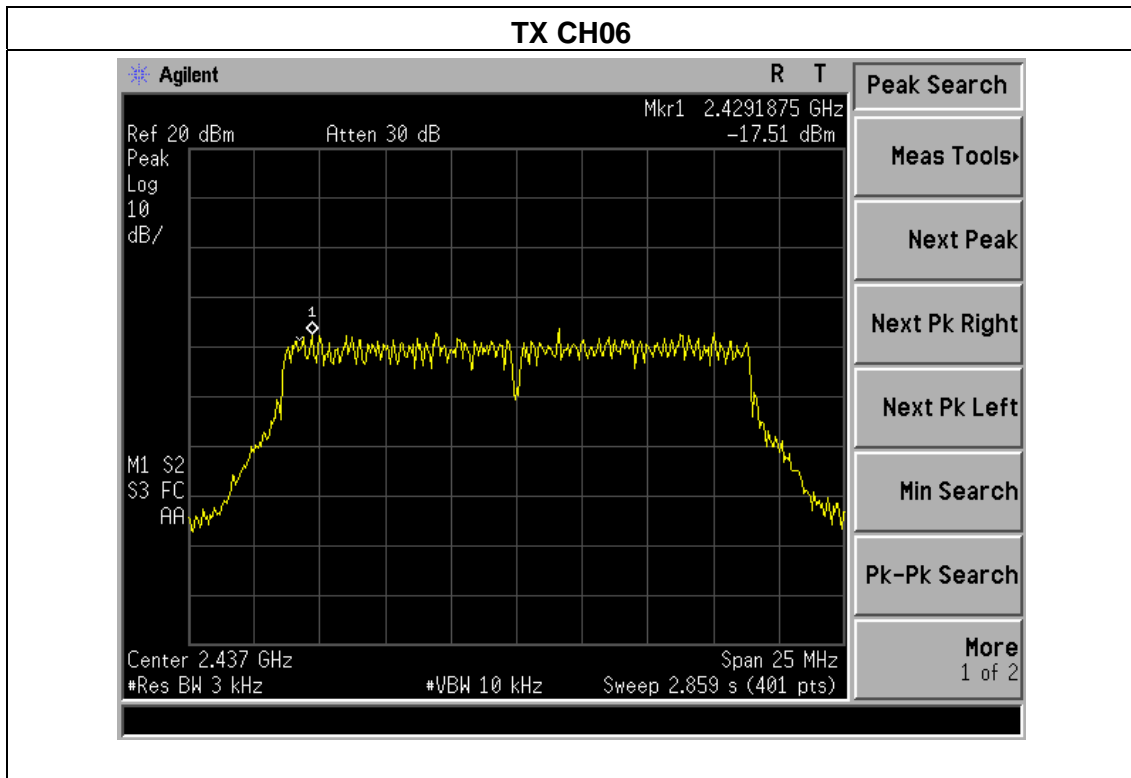 TX CH06
Agilent R T
Peak Search
Mkr1 2.4291875 GHz
Ref 20 dBm Atten 30 dB -17.51 dBm
Peak
Log
10
dB/
1
M1 S2
S3 FC
AA
Center 2.437 GHz Span 25 MHz
#Res BW 3 kHz #VBW 10 kHz Sweep 2.859 s (401 pts)
Meas Tools
Next Peak
Next Pk Right
Next Pk Left
Min Search
Pk-Pk Search
More
1 of 2